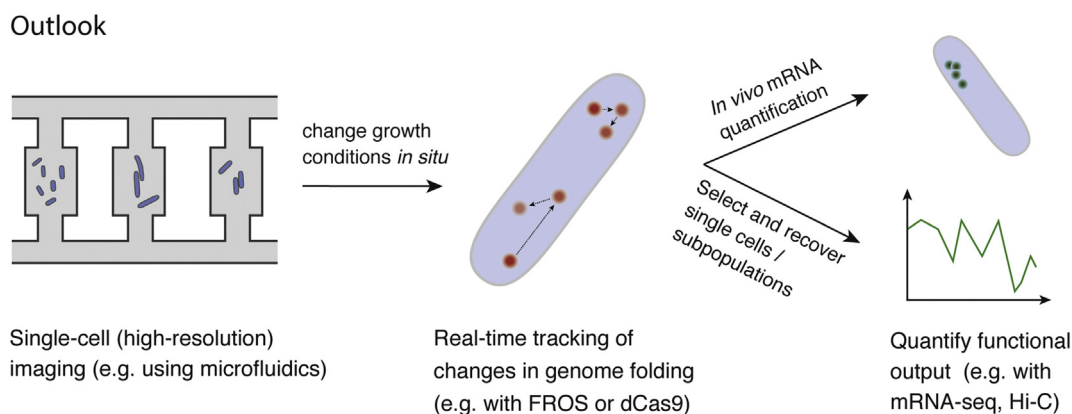 Outlook
change growth
conditions in situ
In vivo mRNA
quantification
Select and recover
single cells /
subpopulations
Single-cell (high-resolution)
imaging (e.g. using microfluidics)
Real-time tracking of
changes in genome folding
(e.g. with FROS or dCas9)
Quantify functional
output (e.g. with
mRNA-seq, Hi-C)